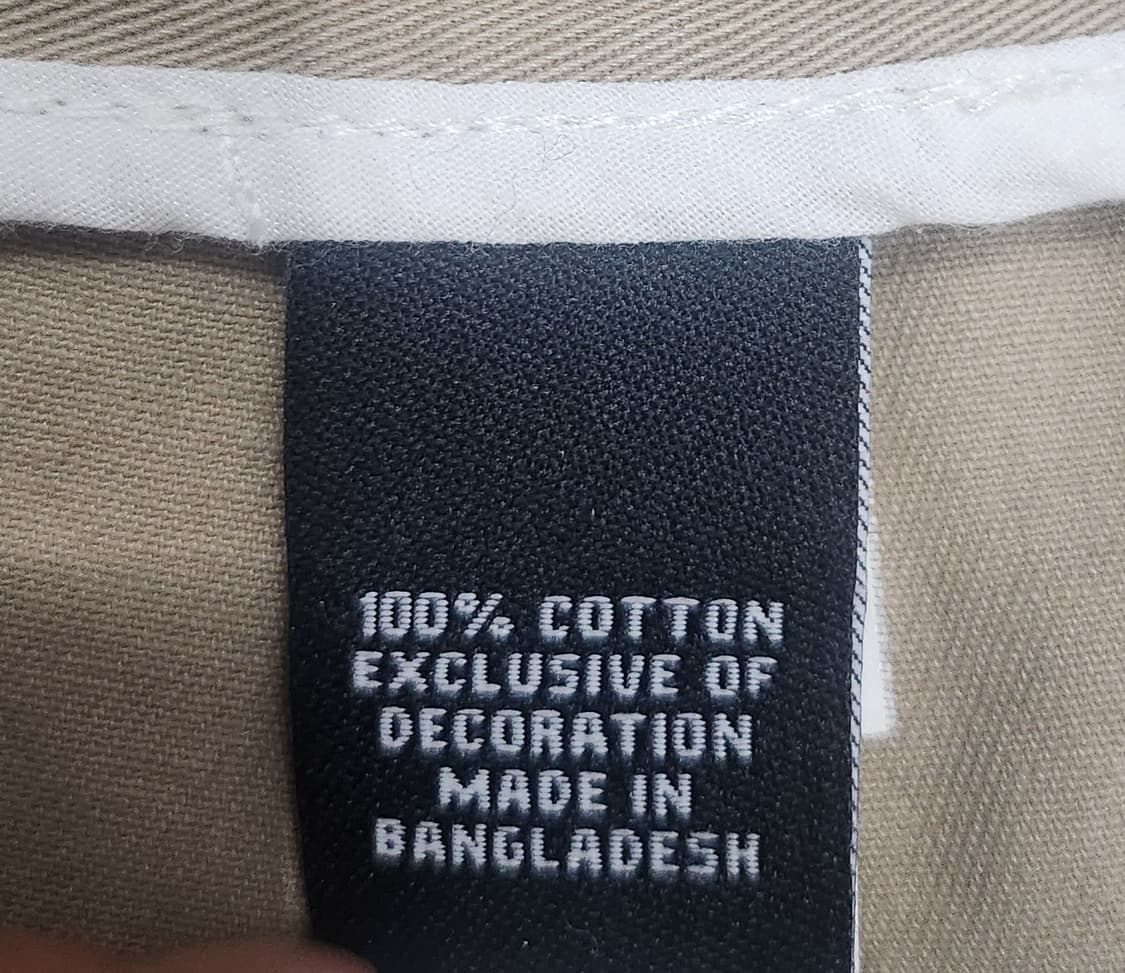 100% COTTON
EXCLUSIVE OF
DECORATION
MADE IN
BANGLADESH